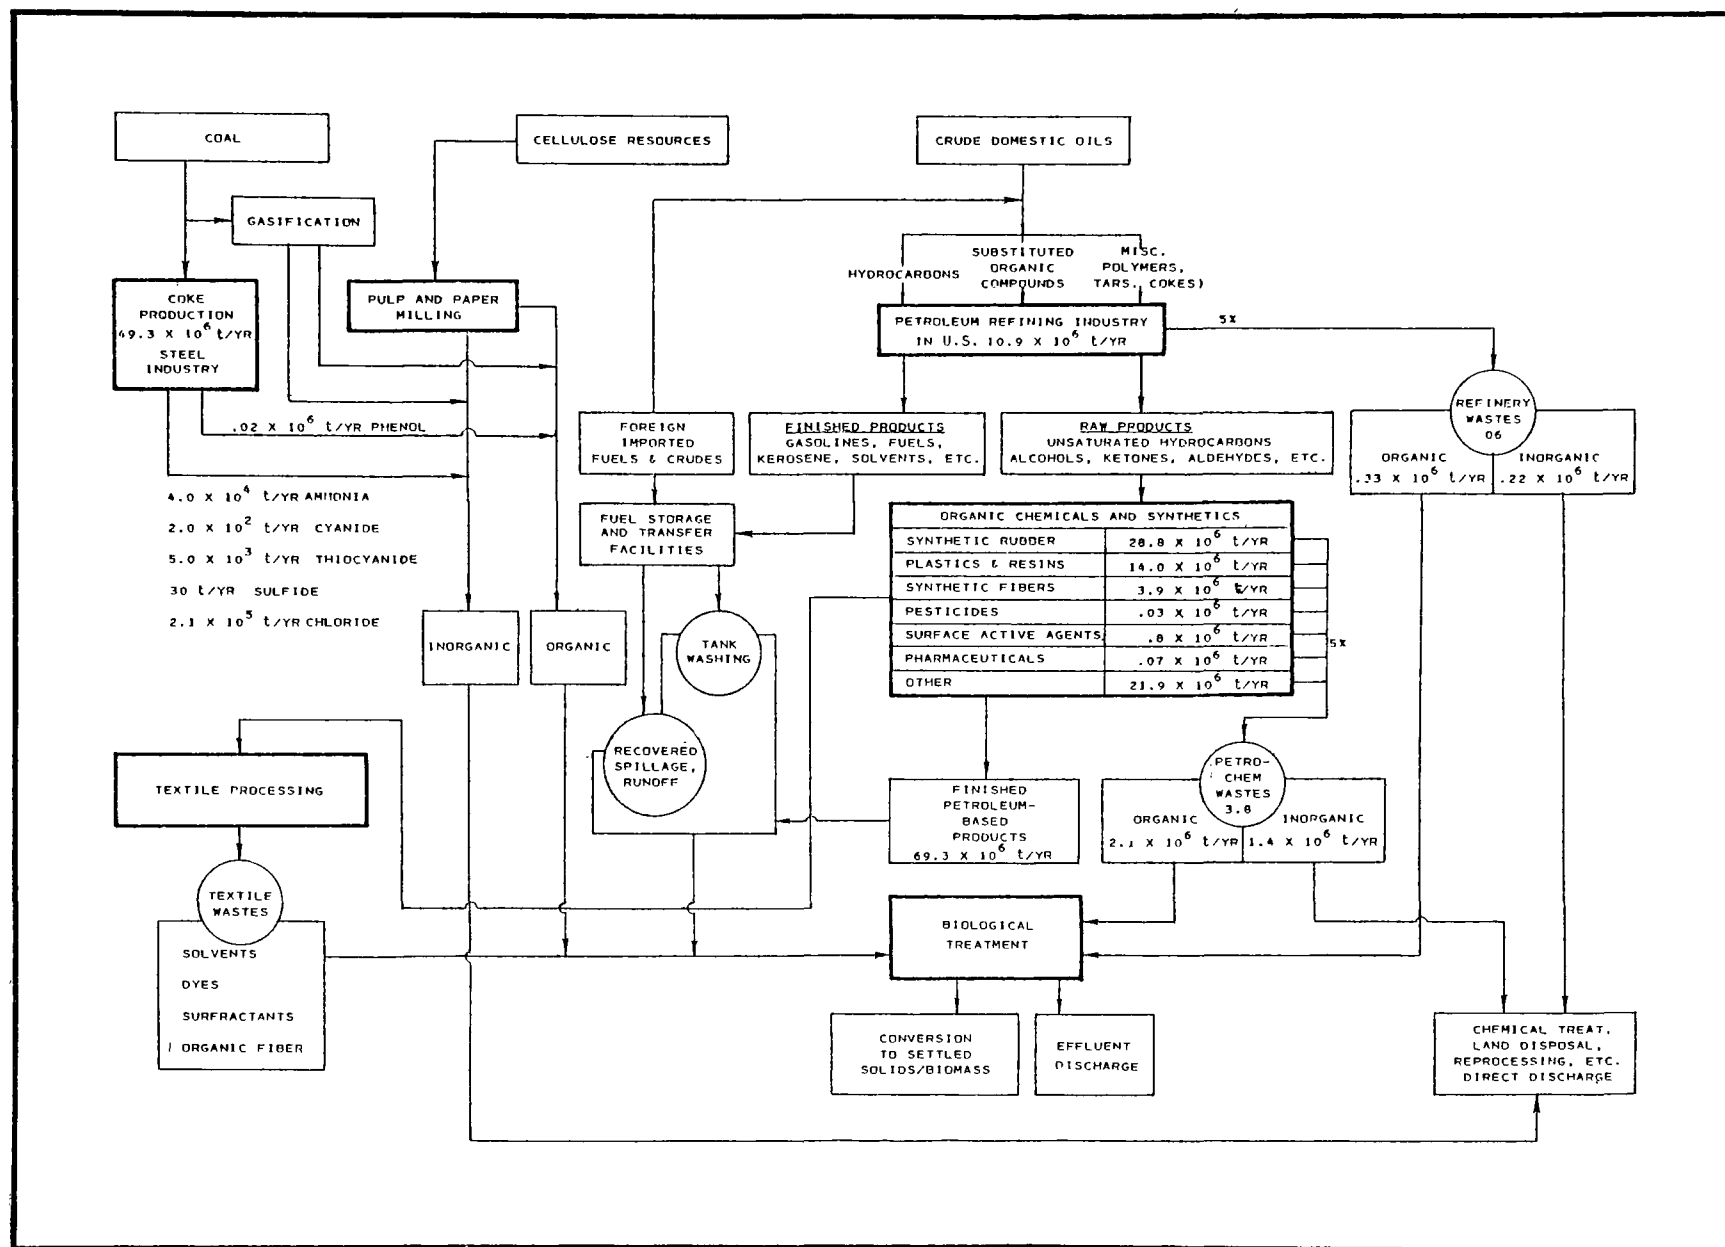 COAL
CELLULOSE RESOURCES
CRUDE DOMESTIC OILS
GASIFICATION
HYDROCARBONS
SUBSTITUTED
ORGANIC
COMPOUNDS
MISC.
POLYMERS,
TARS, COKES)
COKE
PRODUCTION
49.3 X 10⁶ t/YR
STEEL
INDUSTRY
PULP AND PAPER
MILLING
PETROLEUM REFINING INDUSTRY
IN U.S. 10.9 X 10⁶ t/YR
5%
REFINERY
WASTES
06
ORGANIC
.33 X 10⁶ t/YR
INORGANIC
.22 X 10⁶ t/YR
.02 X 10⁶ t/YR PHENOL
FOREIGN
IMPORTED
FUELS & CRUDES
FINISHED PRODUCTS
GASOLINES, FUELS,
KEROSENE, SOLVENTS, ETC.
RAW PRODUCTS
UNSATURATED HYDROCARBONS
ALCOHOLS, KETONES, ALDEHYDES, ETC.
4.0 X 10⁴ t/YR AMMONIA
2.0 X 10² t/YR CYANIDE
5.0 X 10³ t/YR THIOCYANIDE
30 t/YR SULFIDE
2.1 X 10⁵ t/YR CHLORIDE
FUEL STORAGE
AND TRANSFER
FACILITIES
ORGANIC CHEMICALS AND SYNTHETICS
SYNTHETIC RUBBER 28.8 X 10⁶ t/YR
PLASTICS & RESINS 14.0 X 10⁶ t/YR
SYNTHETIC FIBERS 3.9 X 10⁶ t/YR
PESTICIDES .03 X 10⁶ t/YR
SURFACE ACTIVE AGENTS .8 X 10⁶ t/YR
PHARMACEUTICALS .07 X 10⁶ t/YR
OTHER 21.9 X 10⁶ t/YR
5%
INORGANIC
ORGANIC
TANK
WASHING
RECOVERED
SPILLAGE,
RUNOFF
TEXTILE PROCESSING
FINISHED
PETROLEUM-
BASED
PRODUCTS
69.3 X 10⁶ t/YR
PETRO-
CHEM
WASTES
3.8
ORGANIC
2.1 X 10⁶ t/YR
INORGANIC
1.4 X 10⁶ t/YR
TEXTILE
WASTES
SOLVENTS
DYES
SURFRACTANTS
ORGANIC FIBER
BIOLOGICAL
TREATMENT
CONVERSION
TO SETTLED
SOLIDS/BIOMASS
EFFLUENT
DISCHARGE
CHEMICAL TREAT,
LAND DISPOSAL,
REPROCESSING, ETC.
DIRECT DISCHARGE